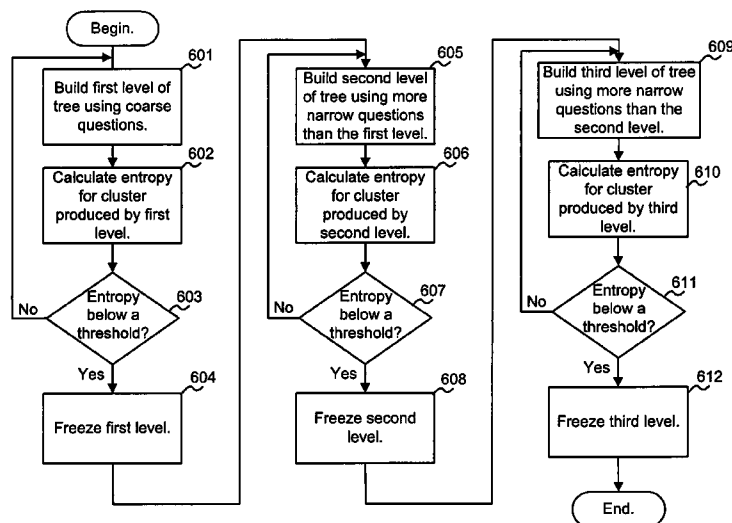 Begin.
601
Build first level of
tree using coarse
questions.
602
Calculate entropy
for cluster
produced by first
level.
603
Entropy
below a
threshold?
No
Yes
604
Freeze first level.
605
Build second level
of tree using more
narrow questions
than the first level.
606
Calculate entropy
for cluster
produced by
second level.
607
Entropy
below a
threshold?
No
Yes
608
Freeze second
level.
609
Build third level of tree
using more narrow
questions than the
second level.
610
Calculate entropy for
cluster produced by third
level.
611
Entropy
below a
threshold?
No
Yes
612
Freeze third level.
End.